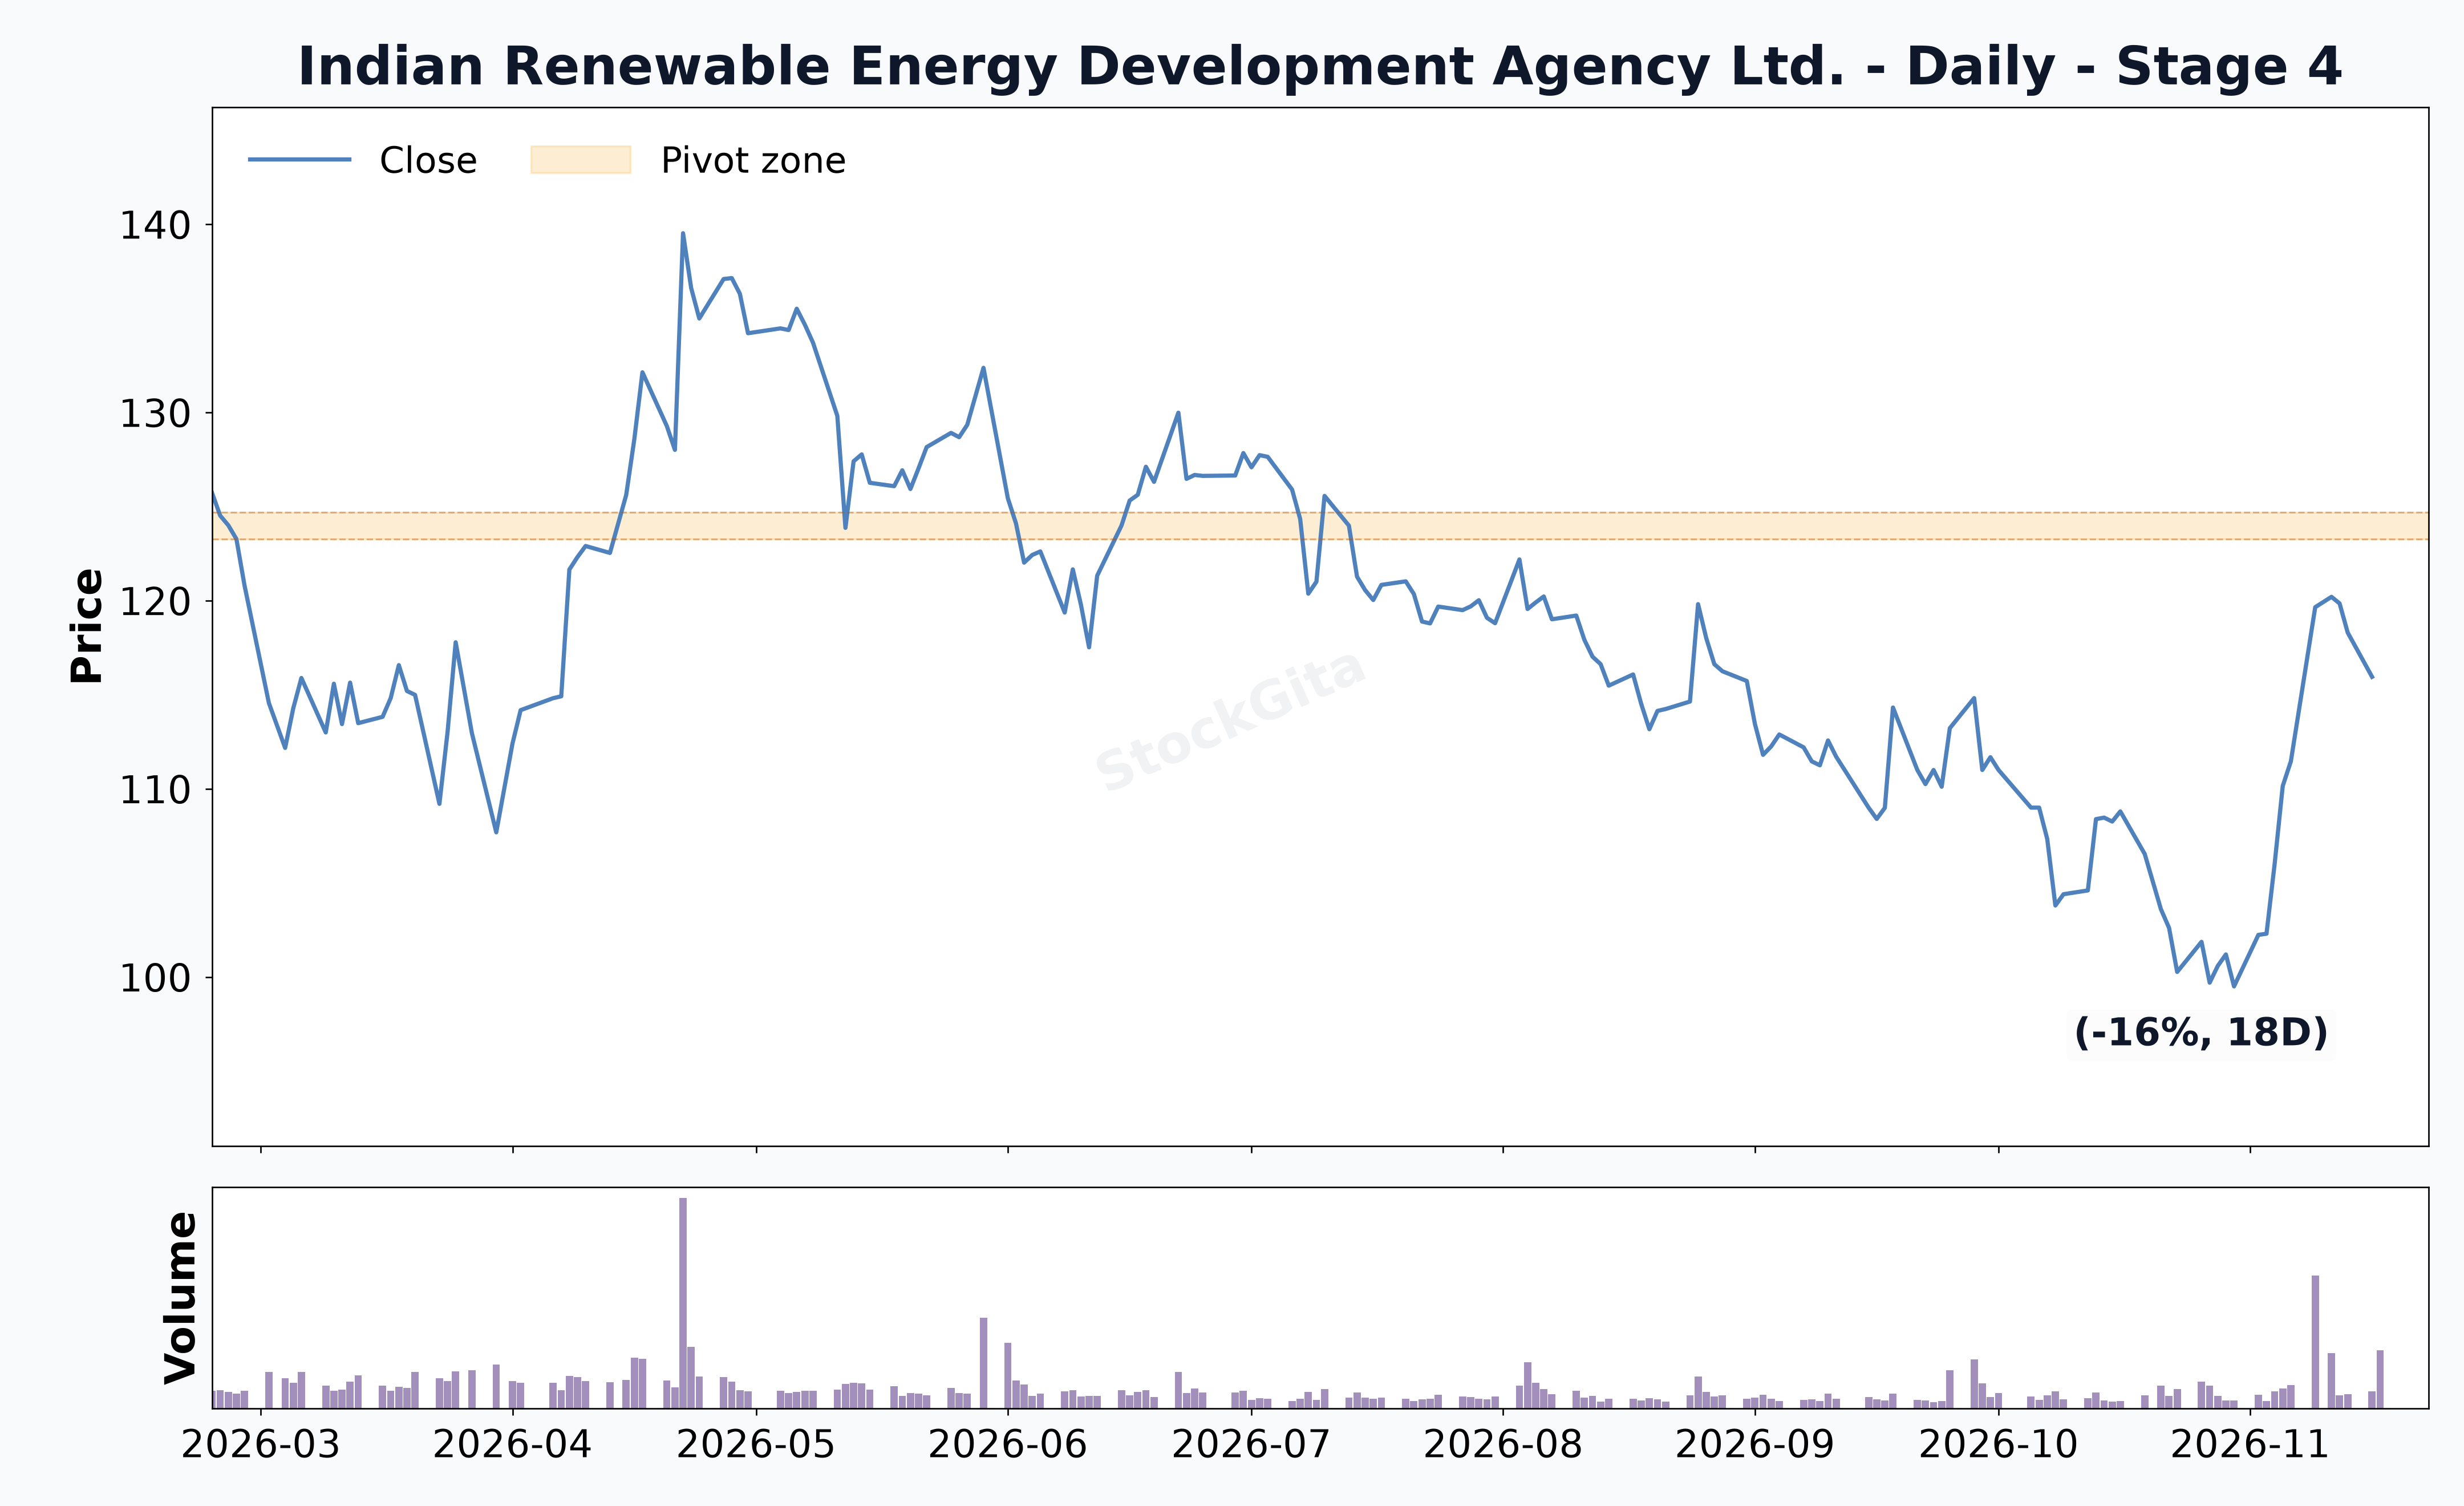 Indian Renewable Energy Development Agency Ltd. - Daily - Stage 4
Close
Pivot zone
140
130
120
110
100
Price
StockGita
(-16%, 18D)
Volume
2026-03
2026-04
2026-05
2026-06
2026-07
2026-08
2026-09
2026-10
2026-11